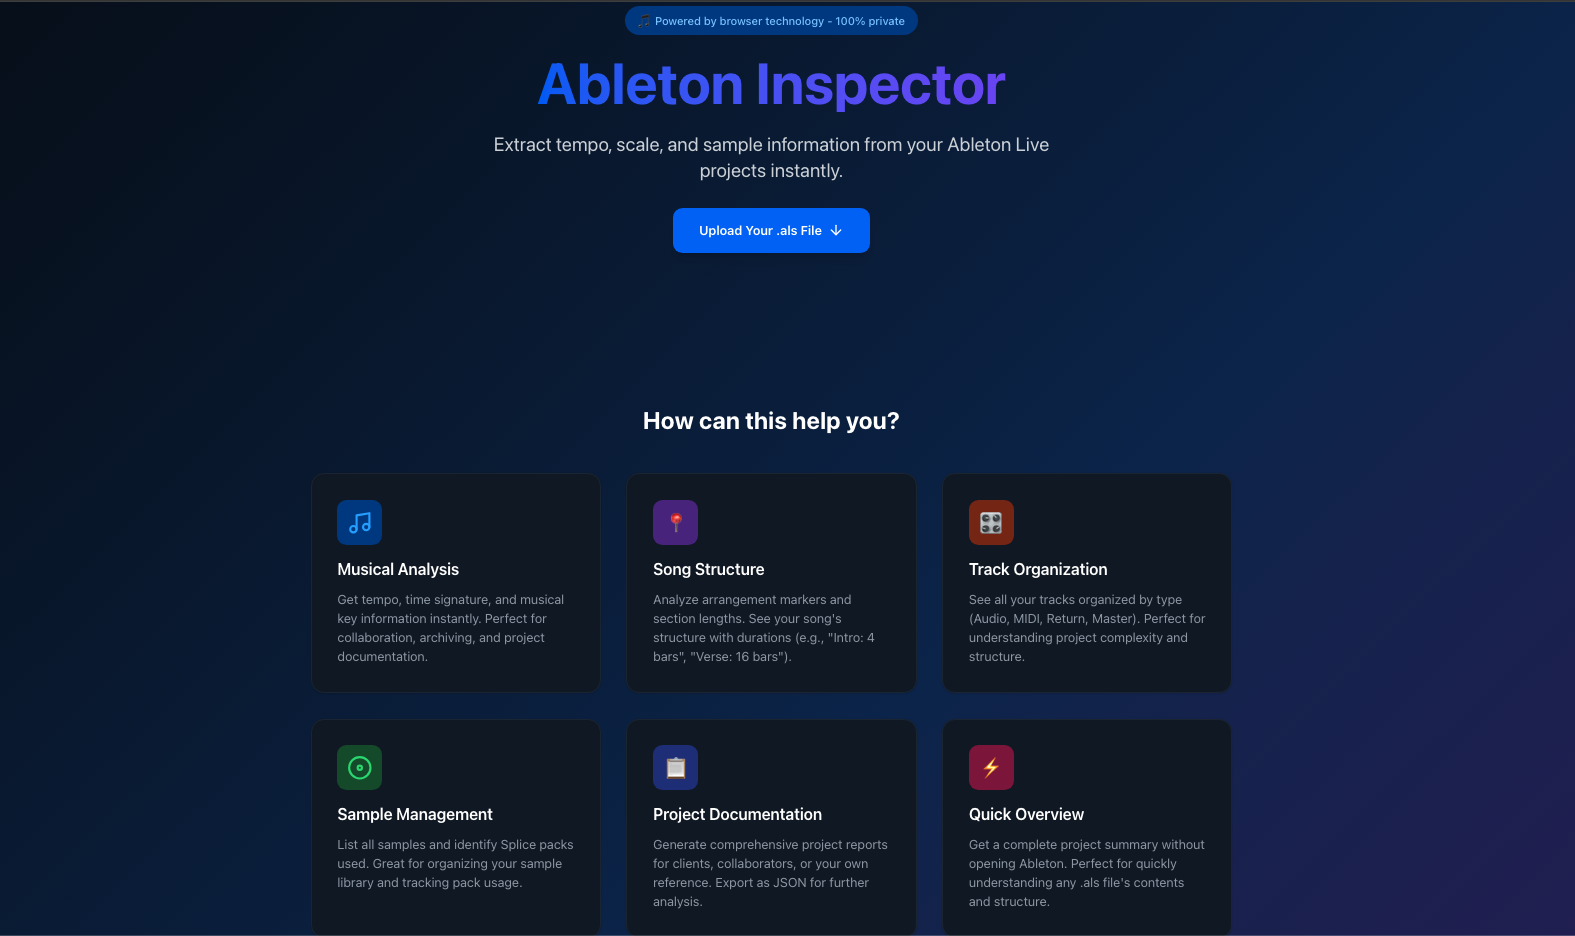 Powered by browser technology - 100% private
Ableton Inspector
Extract tempo, scale, and sample information from your Ableton Live
projects instantly.
Upload Your .als File
How can this help you?
Musical Analysis
Get tempo, time signature, and musical
key information instantly. Perfect for
collaboration, archiving, and project
documentation.
Song Structure
Analyze arrangement markers and
section lengths. See your song's
structure with durations (e.g., "Intro: 4
bars", "Verse: 16 bars").
Track Organization
See all your tracks organized by type
(Audio, MIDI, Return, Master). Perfect for
understanding project complexity and
structure.
Sample Management
List all samples and identify Splice packs
used. Great for organizing your sample
library and tracking pack usage.
Project Documentation
Generate comprehensive project reports
for clients, collaborators, or your own
reference. Export as JSON for further
analysis.
Quick Overview
Get a complete project summary without
opening Ableton. Perfect for quickly
understanding any .als file's contents
and structure.